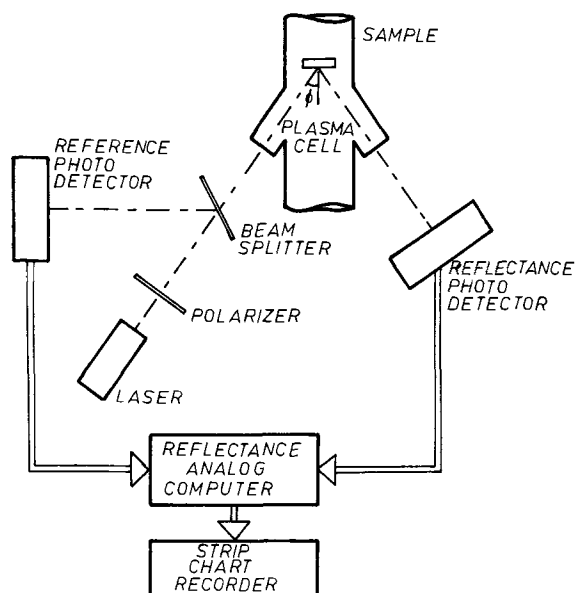 SAMPLE
φ
PLASMA
CELL
REFERENCE
PHOTO
DETECTOR
BEAM
SPLITTER
REFLECTANCE
PHOTO
DETECTOR
POLARIZER
LASER
REFLECTANCE
ANALOG
COMPUTER
STRIP
CHART
RECORDER